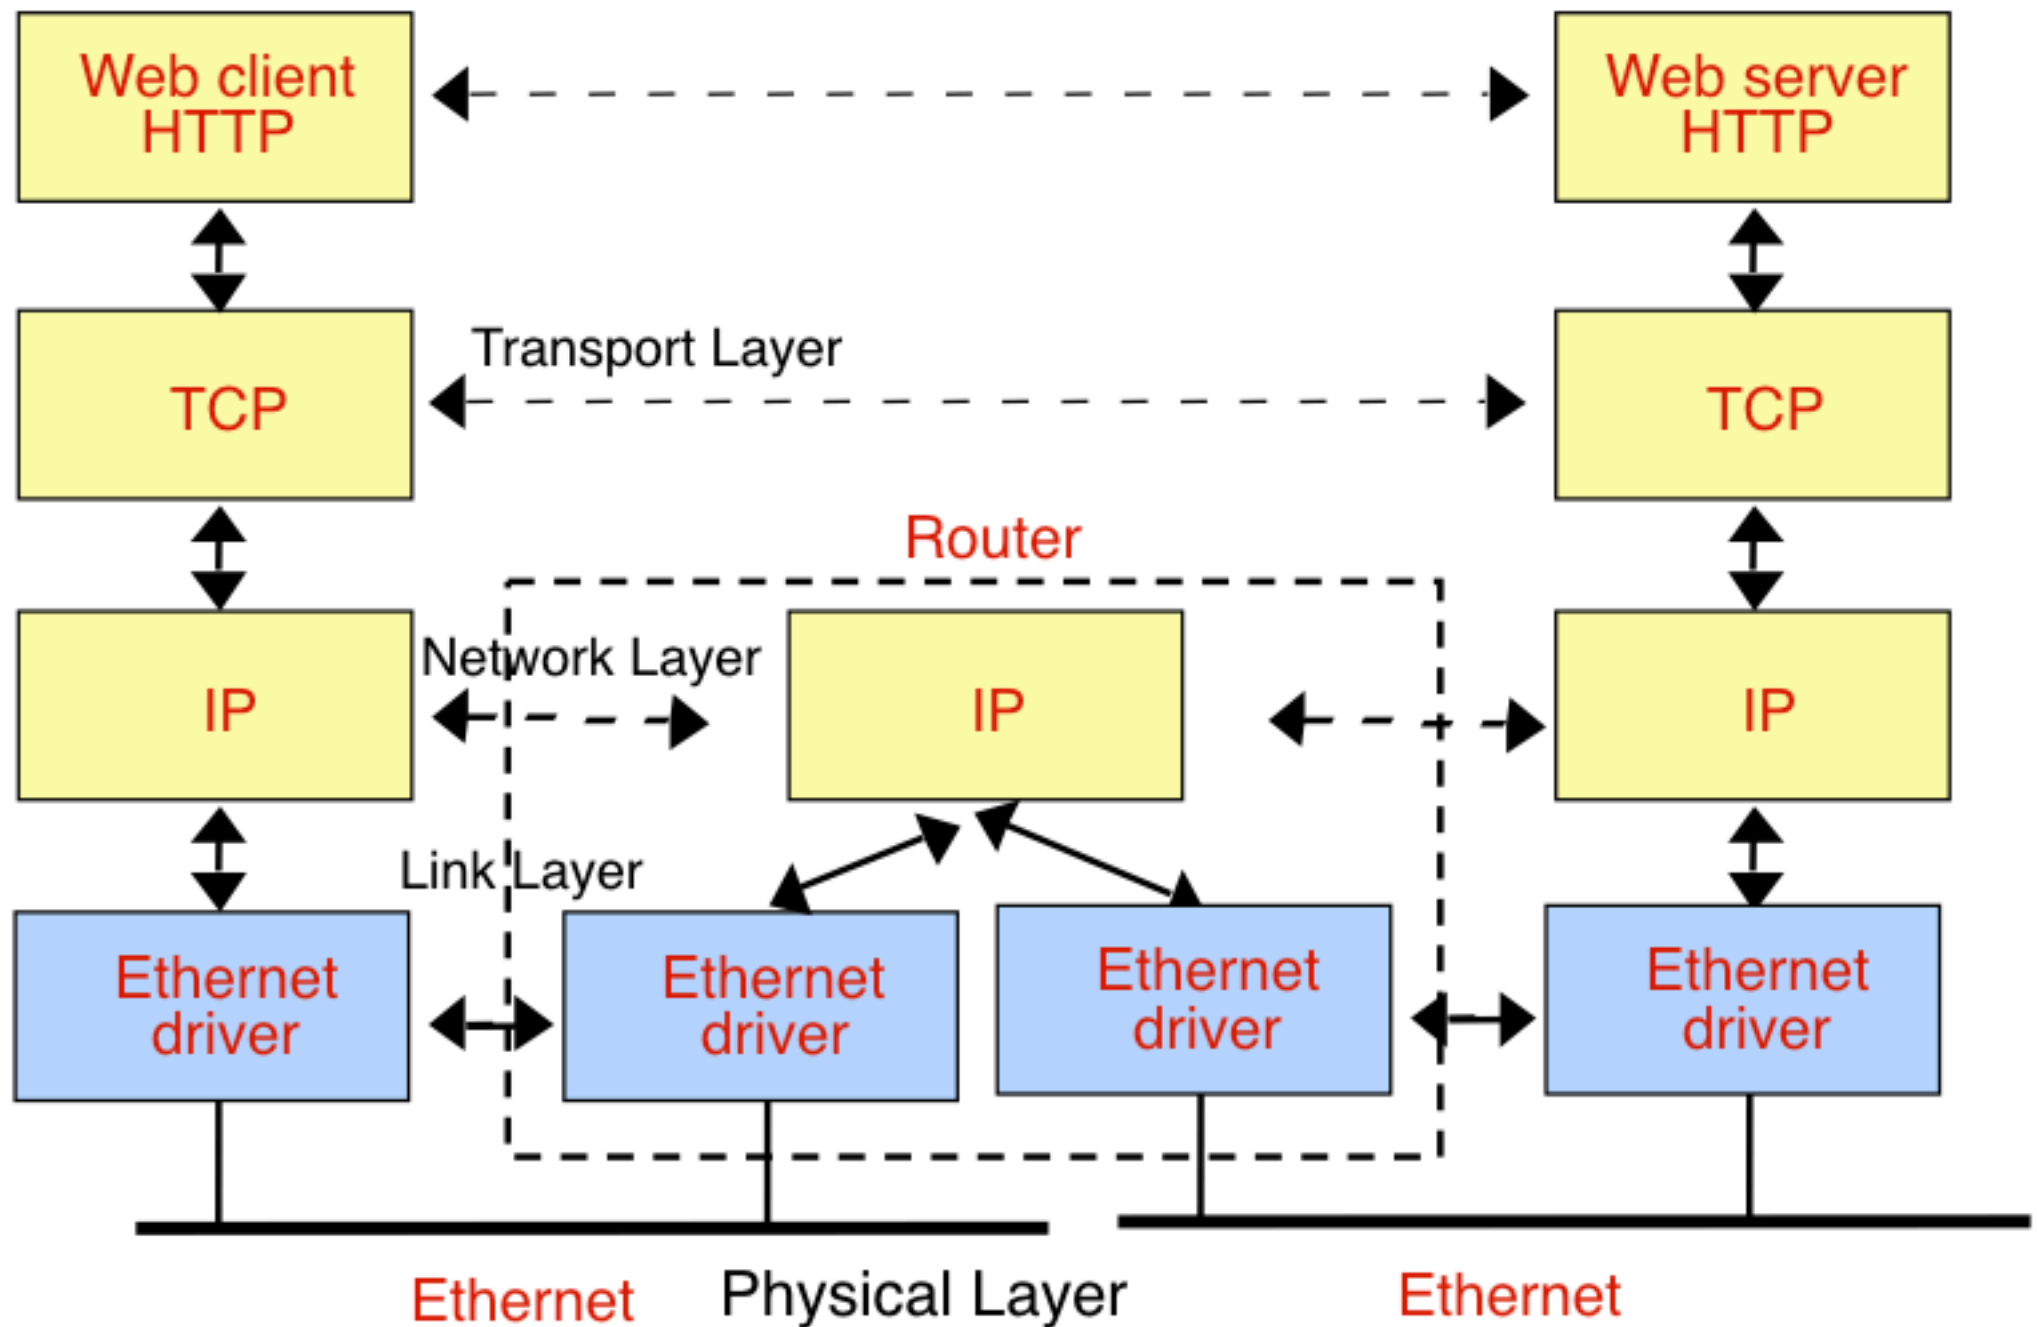 Web client
HTTP
Web server
HTTP
Transport Layer
TCP
TCP
Router
Network Layer
IP
IP
IP
Link Layer
Ethernet
driver
Ethernet
driver
Ethernet
driver
Ethernet
driver
Ethernet
Physical Layer
Ethernet